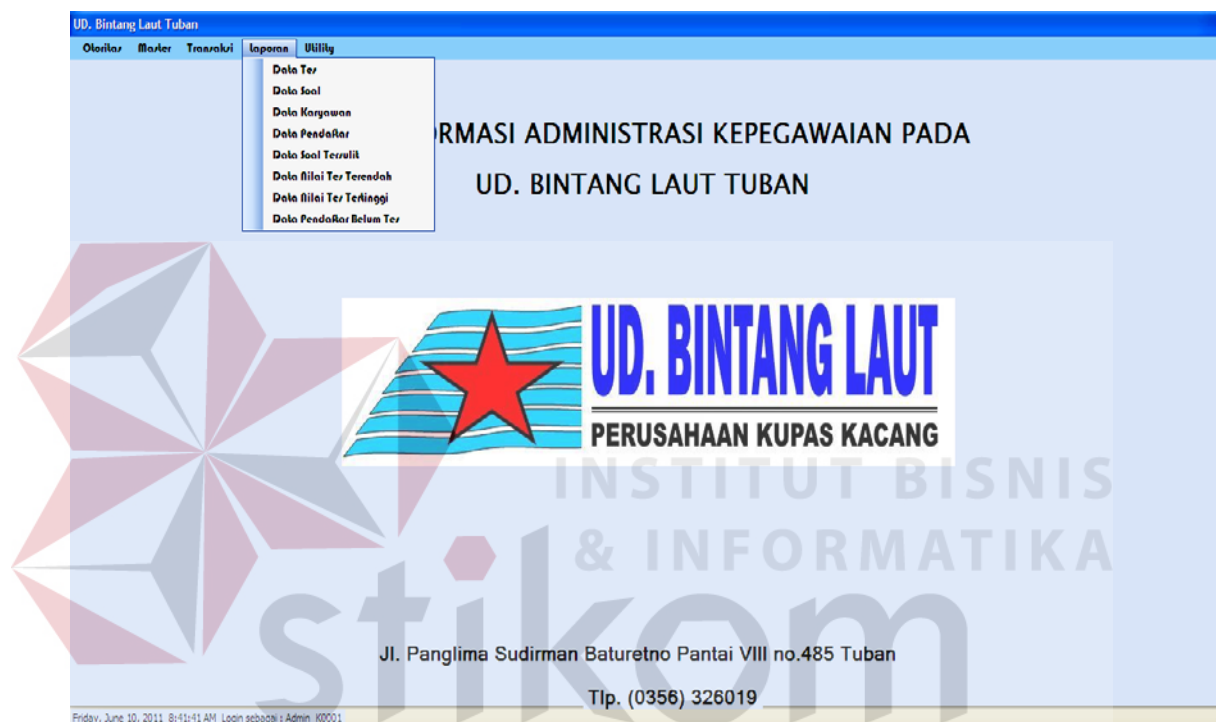 UD. Bintang Laut Tuban
Otoritas Master Transaksi Laporan Utility
Data Tes
Data Soal
Data Karyawan
Data Pendaftar
Data Soal Tersulit
Data Nilai Tes Terendah
Data Nilai Tes Tertinggi
Data Pendaftar Belum Tes
RMASI ADMINISTRASI KEPEGAWAIAN PADA
UD. BINTANG LAUT TUBAN
UD. BINTANG LAUT
PERUSAHAAN KUPAS KACANG
INSTITUT BISNIS
& INFORMATIKA
stikom
Jl. Panglima Sudirman Baturetno Pantai VIII no.485 Tuban
Tlp. (0356) 326019
Friday, June 10, 2011 8:41:41 AM Login sebagai : Admin K0001